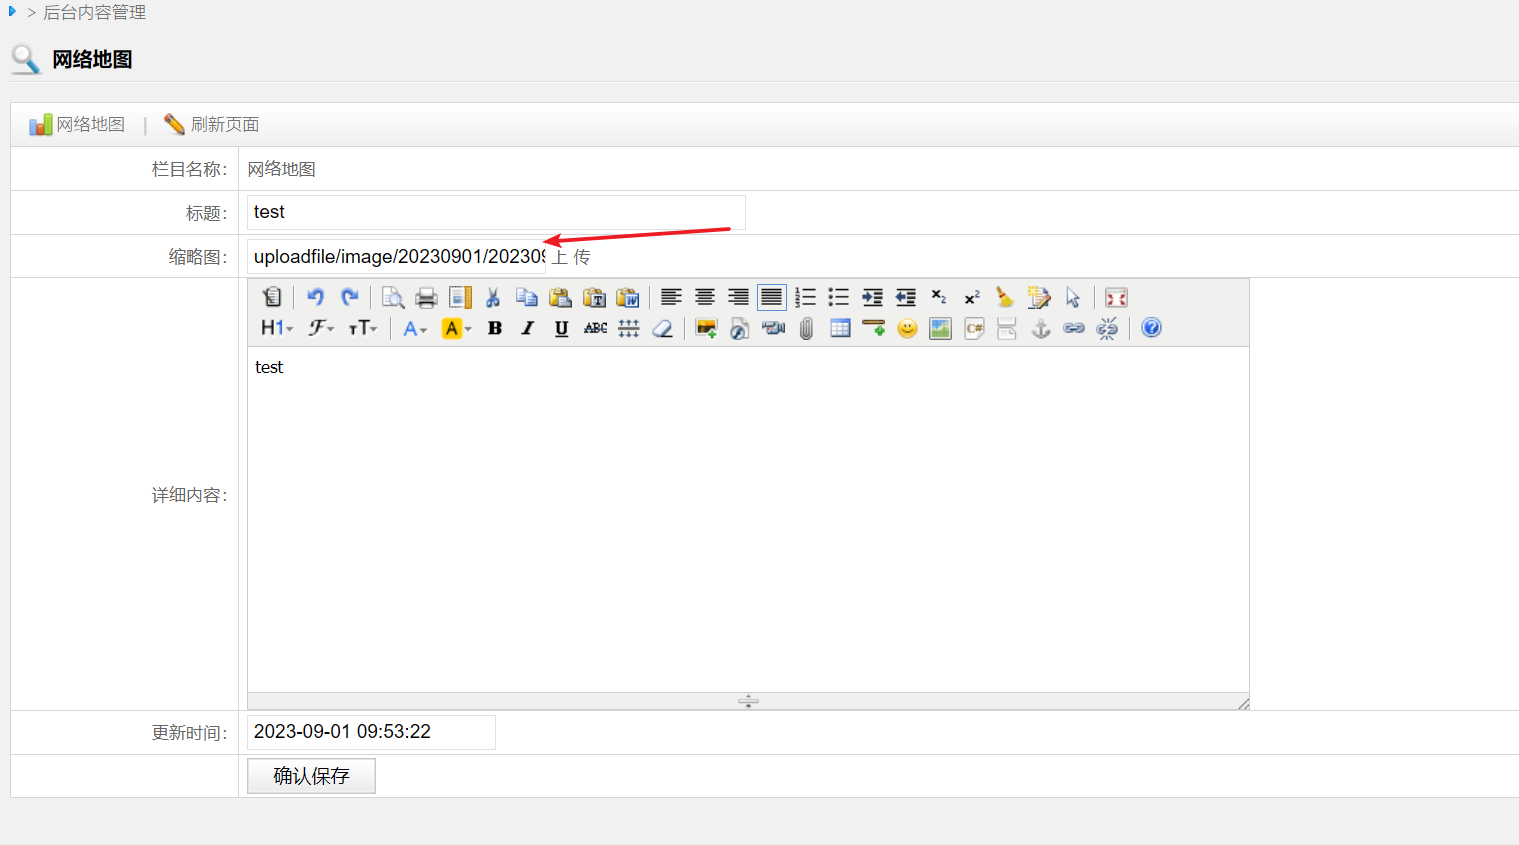 > 后台内容管理
网络地图
网络地图 | 刷新页面
栏目名称: 网络地图
标题: test
缩略图: uploadfile/image/20230901/202309 上 传
H1 F TT A A B I U ABC C#
test
详细内容:
更新时间: 2023-09-01 09:53:22
确认保存